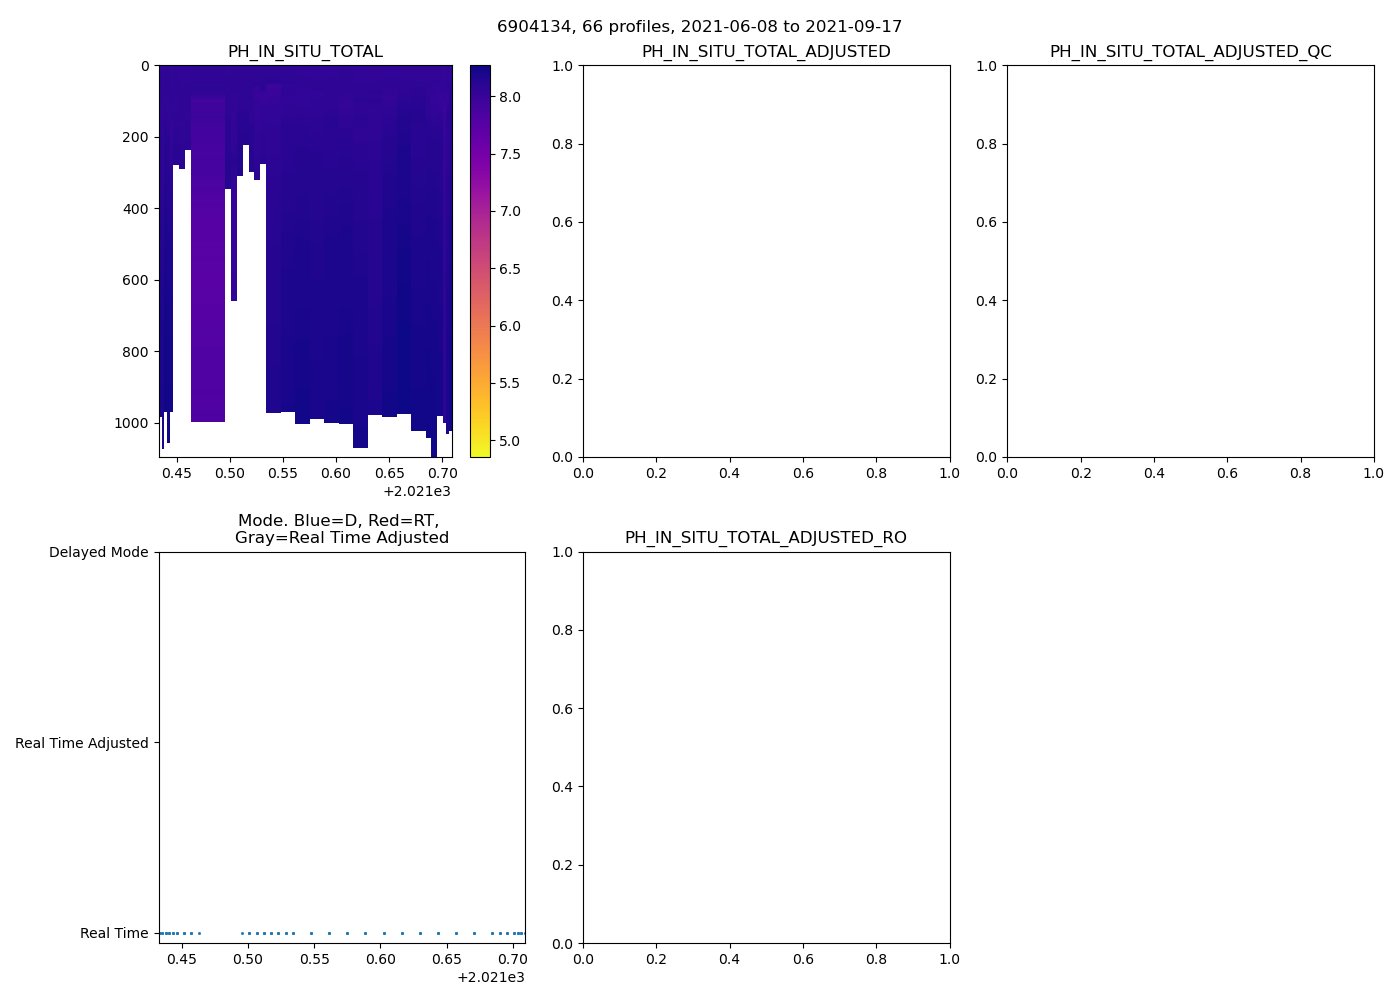 6904134, 66 profiles, 2021-06-08 to 2021-09-17
PH_IN_SITU_TOTAL
0
200
400
600
800
1000
0.45 0.50 0.55 0.60 0.65 0.70
+2.021e3
8.0
7.5
7.0
6.5
6.0
5.5
5.0
PH_IN_SITU_TOTAL_ADJUSTED
1.0
0.8
0.6
0.4
0.2
0.0
0.0 0.2 0.4 0.6 0.8 1.0
PH_IN_SITU_TOTAL_ADJUSTED_QC
1.0
0.8
0.6
0.4
0.2
0.0
0.0 0.2 0.4 0.6 0.8 1.0
Mode. Blue=D, Red=RT,
Gray=Real Time Adjusted
Delayed Mode
Real Time Adjusted
Real Time
0.45 0.50 0.55 0.60 0.65 0.70
+2.021e3
PH_IN_SITU_TOTAL_ADJUSTED_RO
1.0
0.8
0.6
0.4
0.2
0.0
0.0 0.2 0.4 0.6 0.8 1.0